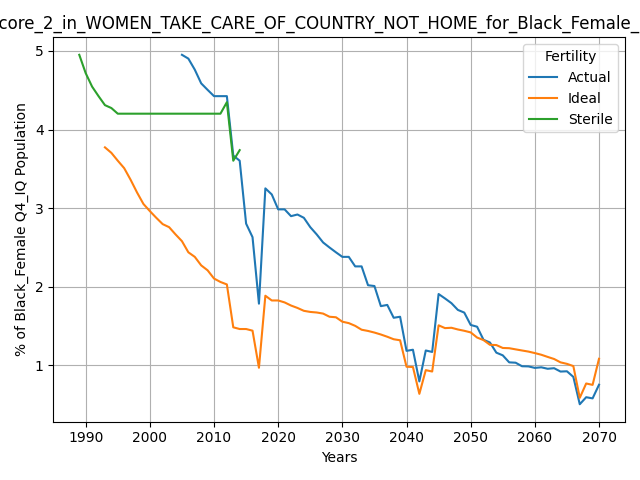 core_2_in_WOMEN_TAKE_CARE_OF_COUNTRY_NOT_HOME_for_Black_Female_
Fertility
Actual
Ideal
Sterile
% of Black_Female Q4_IQ Population
5
4
3
2
1
1990 2000 2010 2020 2030 2040 2050 2060 2070
Years